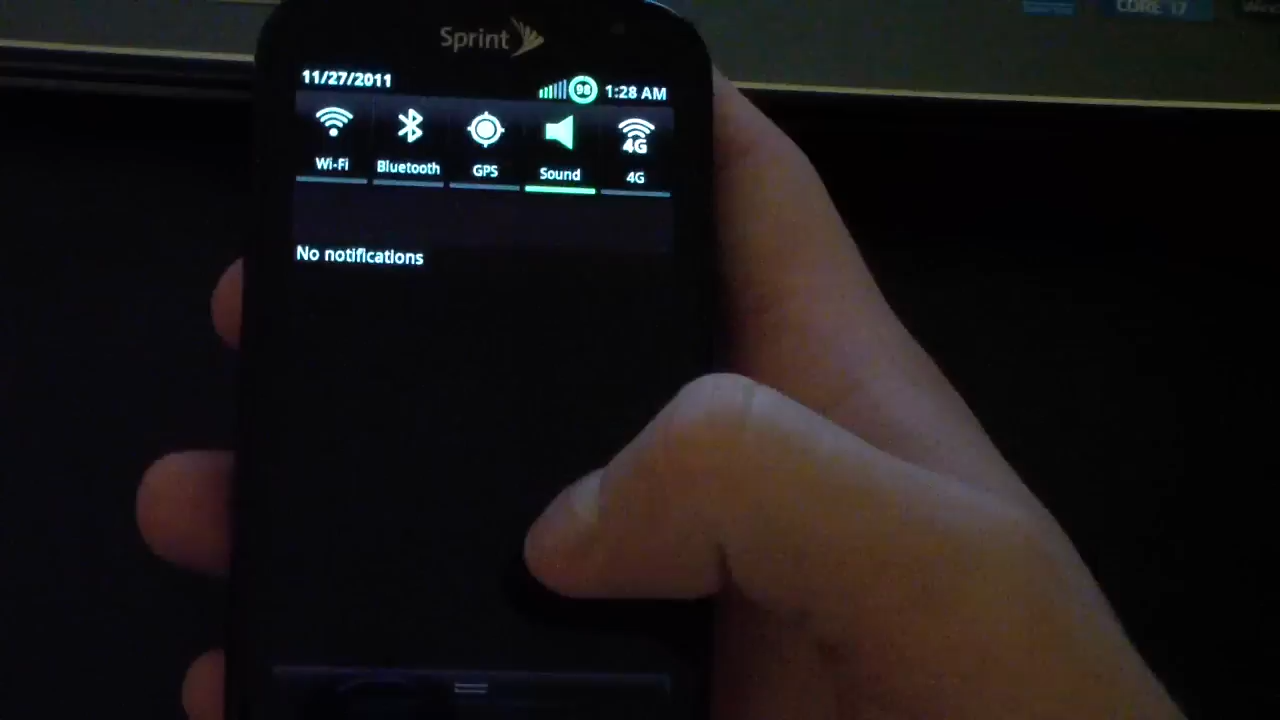 CORE i7
Sprint
11/27/2011
98
1:28 AM
4G
Wi-Fi
Bluetooth
GPS
Sound
4G
No notifications